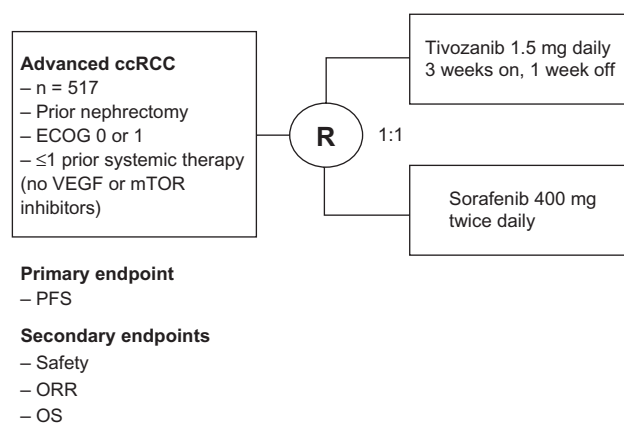 Advanced ccRCC
– n = 517
– Prior nephrectomy
– ECOG 0 or 1
– ≤1 prior systemic therapy
(no VEGF or mTOR
inhibitors)
R
1:1
Tivozanib 1.5 mg daily
3 weeks on, 1 week off
Sorafenib 400 mg
twice daily
Primary endpoint
– PFS
Secondary endpoints
– Safety
– ORR
– OS